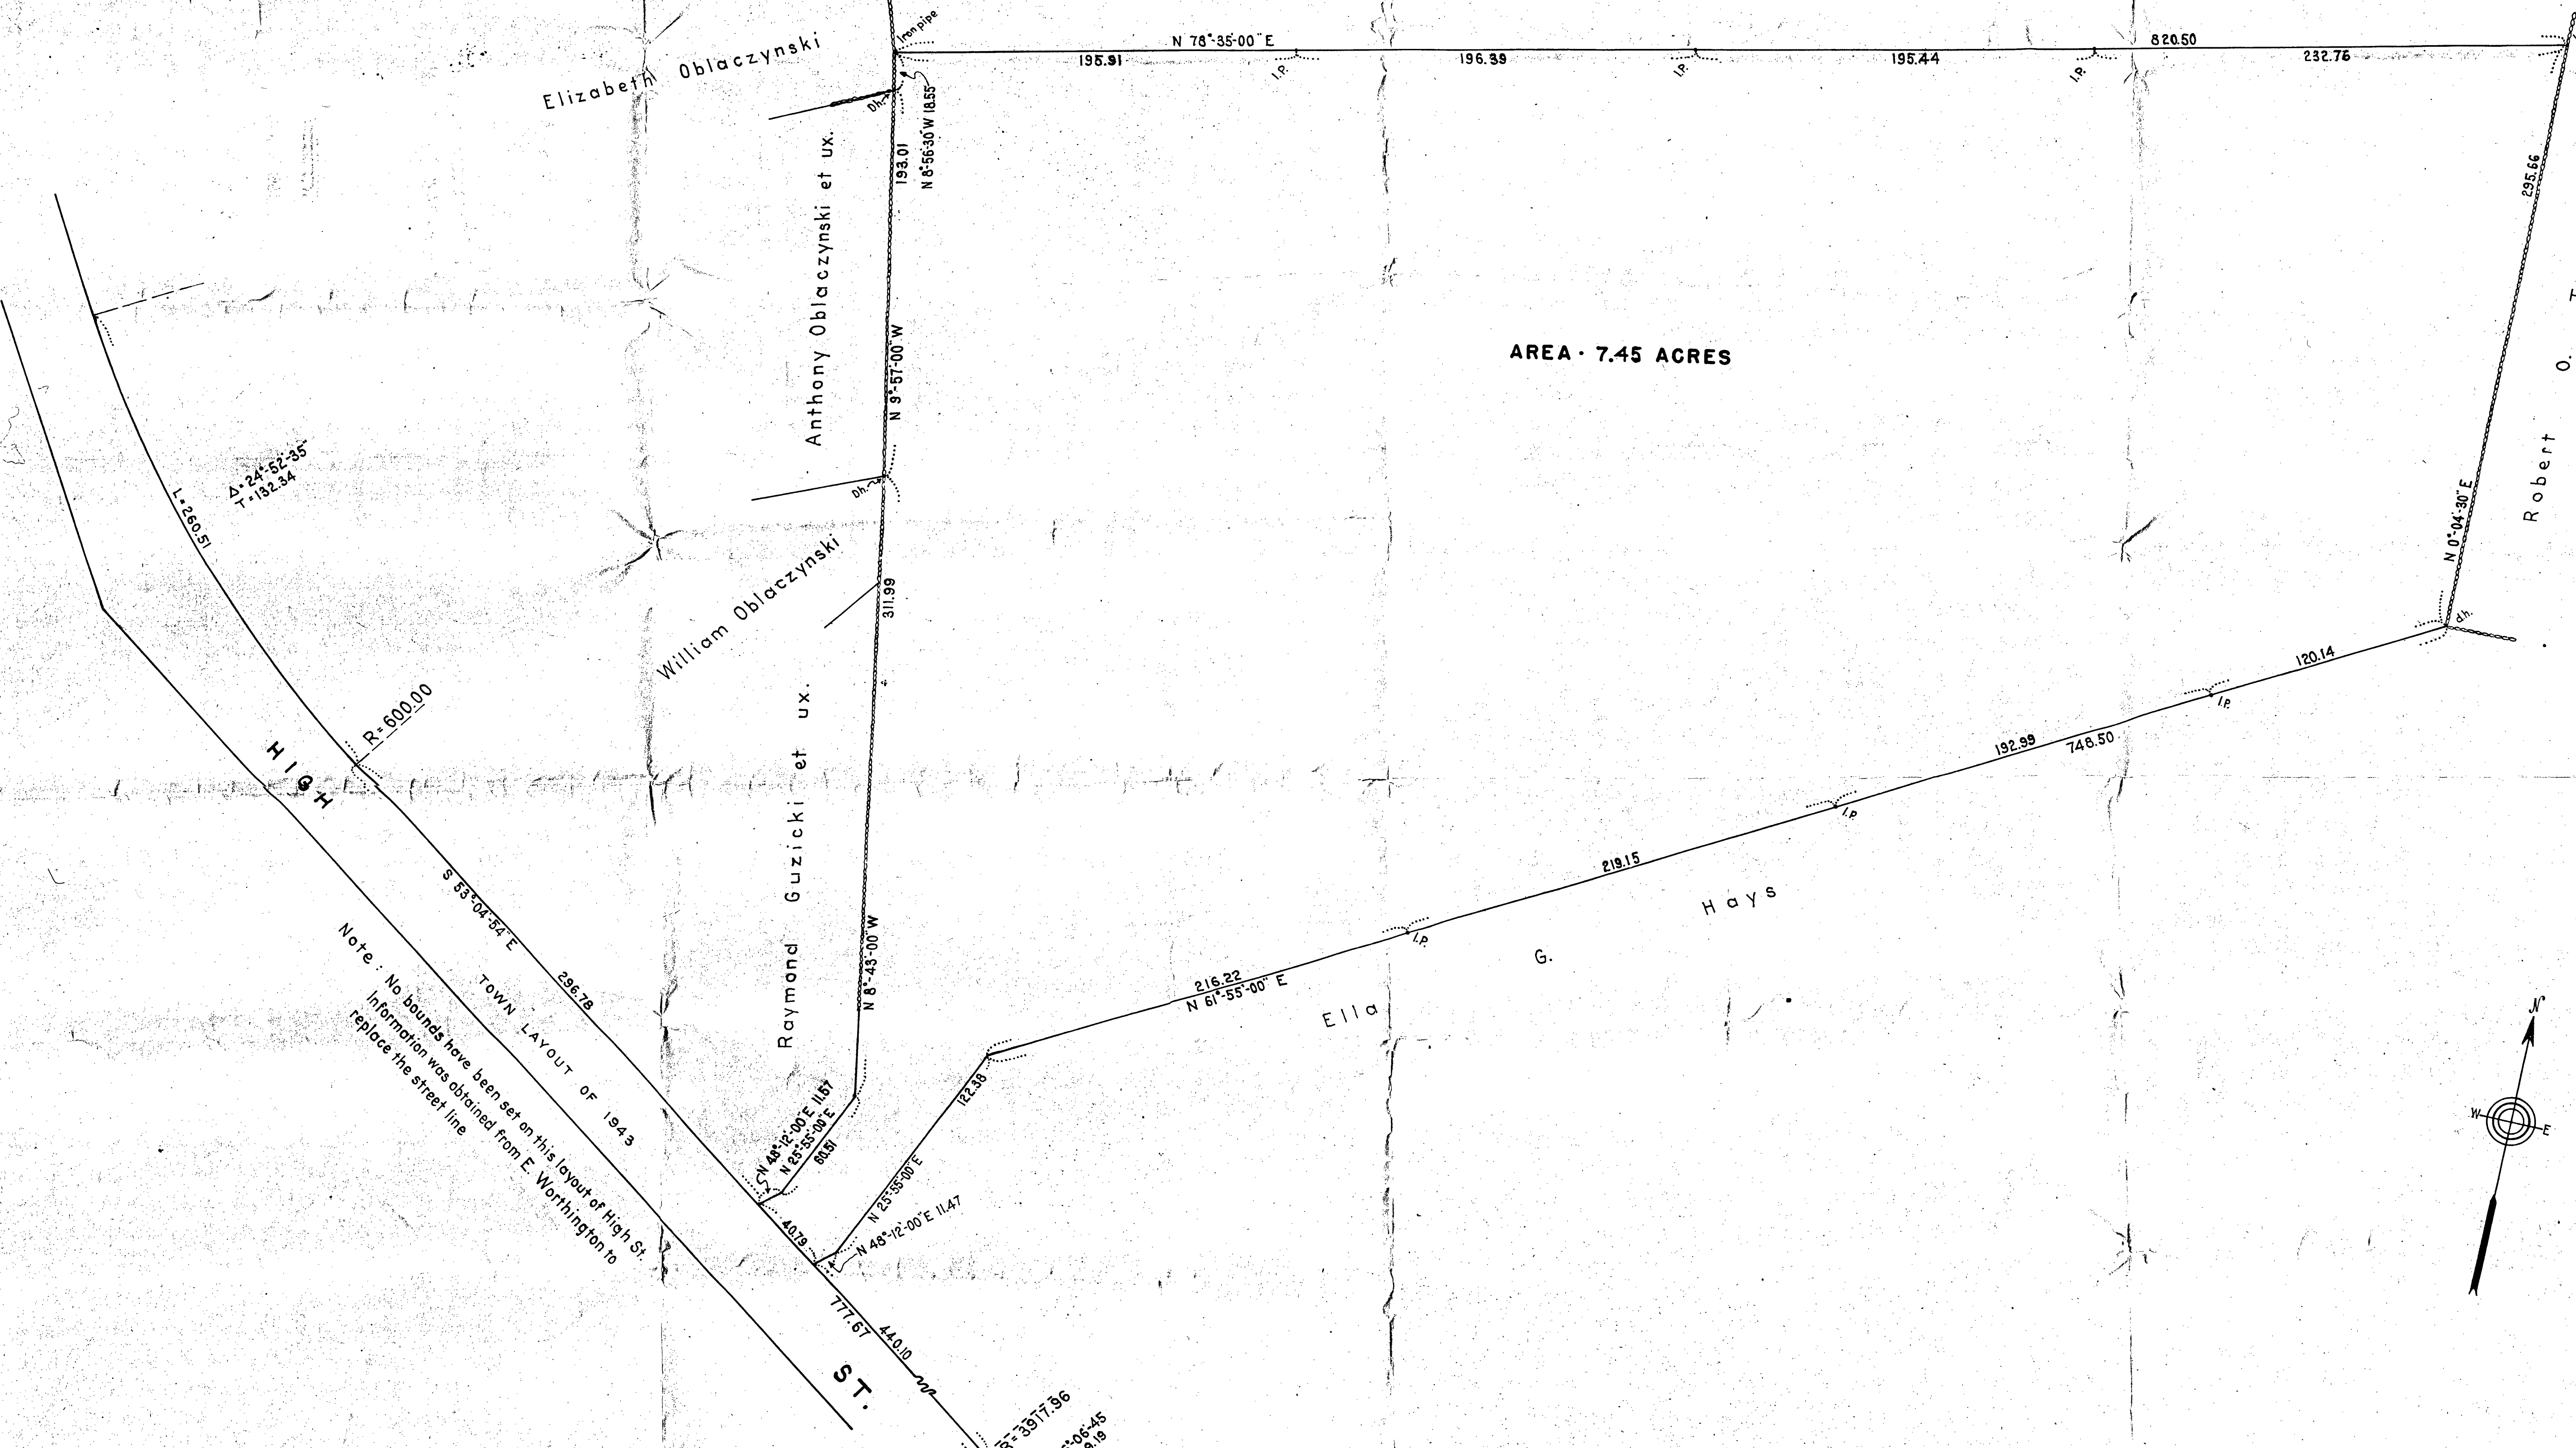 Elizabeth Oblaczynski
Iron pipe
N 78°-35'-00" E
820.50
195.91
I.P.
196.39
I.P.
195.44
I.P.
232.76
Dh.
N 8°-56'-30" W 18.55
193.01
N 9°-57'-00" W
Anthony Oblaczynski et ux.
Dh.
AREA · 7.45 ACRES
295.66
N 0°-04'-30" E
Robert O.
d.h.
Δ = 24°-52'-35"
T = 132.34
L = 260.51
William Oblaczynski
311.99
R = 600.00
HIGH
Raymond Guzicki et ux.
N 8°-43'-00" W
120.14
I.P.
192.99
748.50
I.P.
219.15
I.P.
216.22
N 61°-55'-00" E
Ella G. Hays
S 53°-04'-54" E
296.78
TOWN LAYOUT OF 1943
Note : No bounds have been set on this layout of High St.
Information was obtained from E. Worthington to
replace the street line
122.38
N 48°-12'-00" E 11.57
N 25°-55'-00" E
60.51
N 25°-55'-00" E
N 48°-12'-00" E 11.47
40.79
777.67
440.10
ST.
R = 3917.96
°-06'-45
9.19
N
W
E